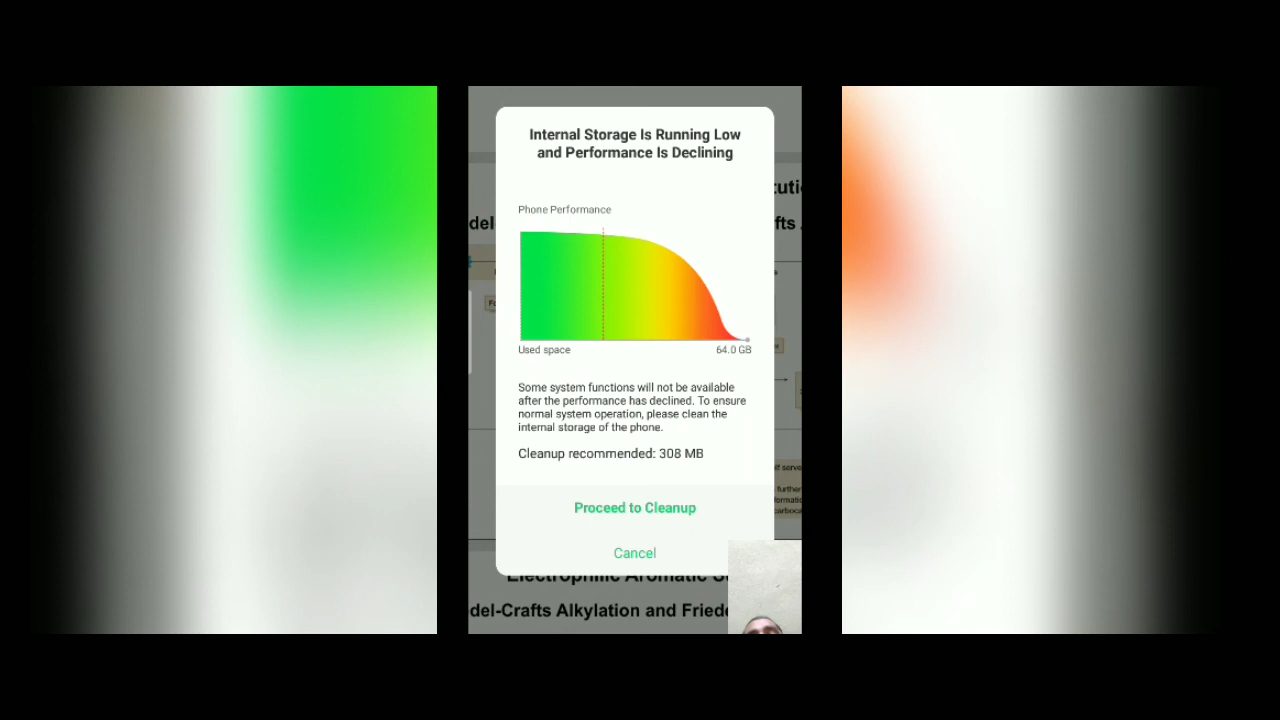 Internal Storage Is Running Low
and Performance Is Declining
Phone Performance
Used space
64.0 GB
Some system functions will not be available
after the performance has declined. To ensure
normal system operation, please clean the
internal storage of the phone.
Cleanup recommended: 308 MB
Proceed to Cleanup
Cancel
Electrophilic Aromatic
del-Crafts Alkylation and Friede